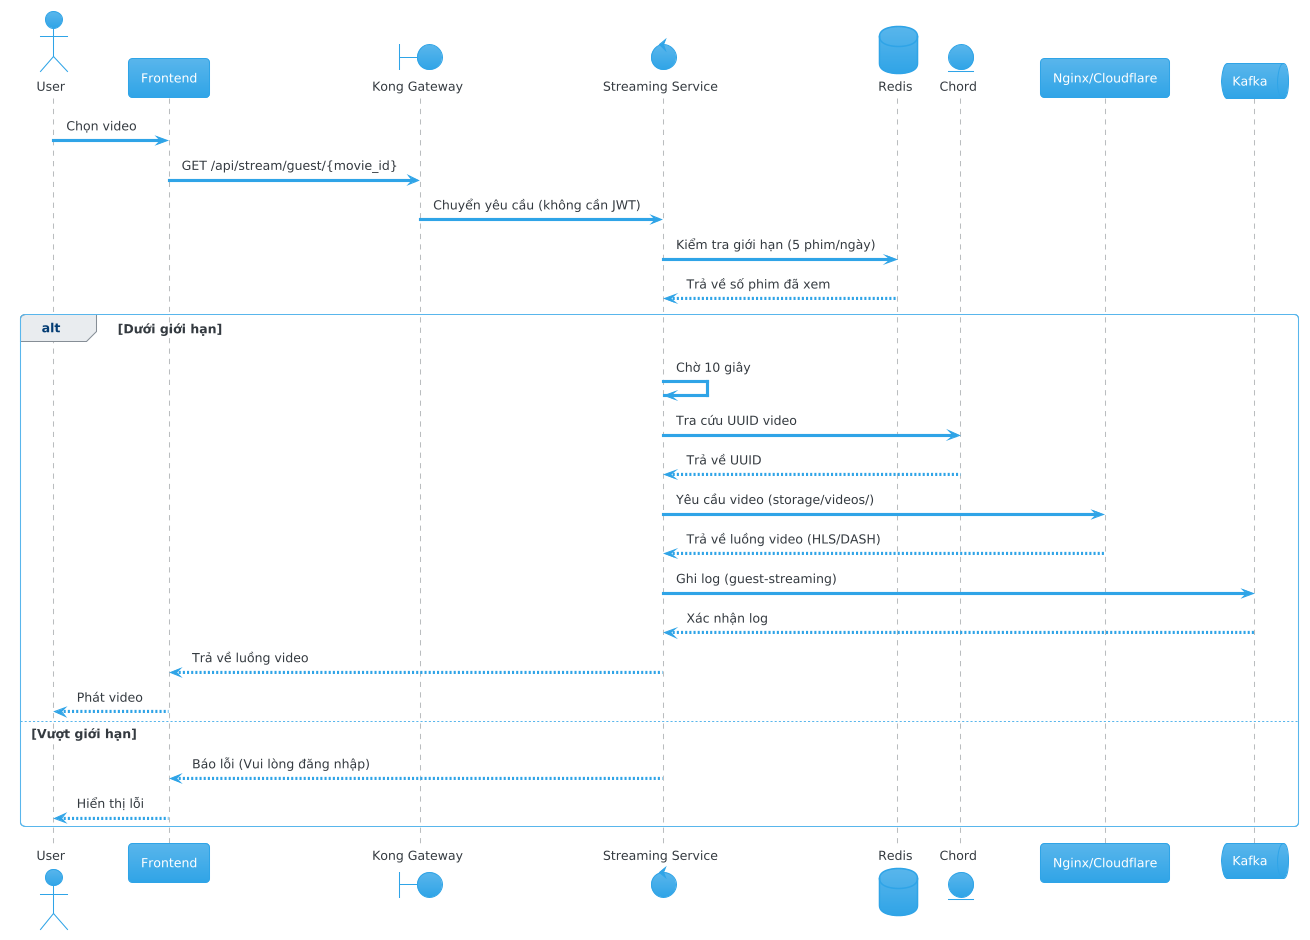 User
Frontend
Kong Gateway
Streaming Service
Redis
Chord
Nginx/Cloudflare
Kafka
Chọn video
GET /api/stream/guest/{movie_id}
Chuyển yêu cầu (không cần JWT)
Kiểm tra giới hạn (5 phim/ngày)
Trả về số phim đã xem
alt
[Dưới giới hạn]
Chờ 10 giây
Tra cứu UUID video
Trả về UUID
Yêu cầu video (storage/videos/)
Trả về luồng video (HLS/DASH)
Ghi log (guest-streaming)
Xác nhận log
Trả về luồng video
Phát video
[Vượt giới hạn]
Báo lỗi (Vui lòng đăng nhập)
Hiển thị lỗi
User
Frontend
Kong Gateway
Streaming Service
Redis
Chord
Nginx/Cloudflare
Kafka